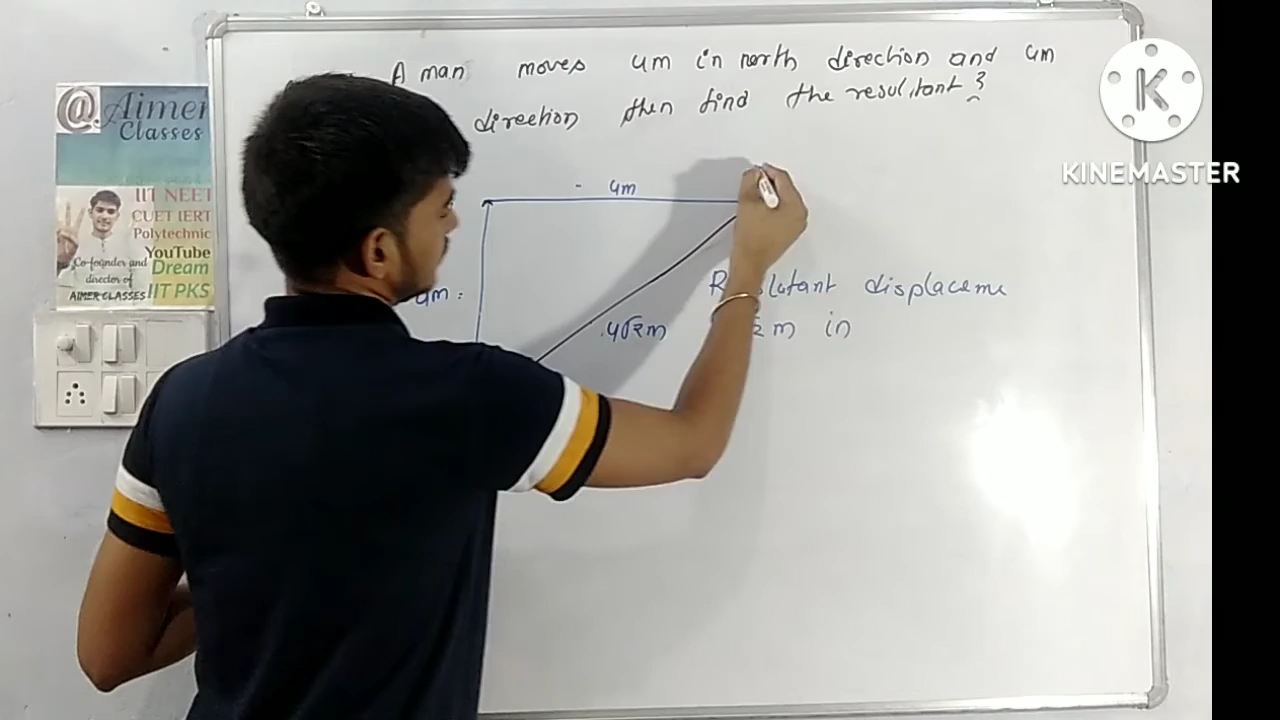 A man moves 4m in north direction and 4m
direction then find the resultant ?
4m
4m
4√2m
displaceme
m in
@ Aimer
Classes
IIT NEET
CUET IERT
Polytechnic
YouTube
Dream
IIT PKS
Co-founder and
director of
AIMER CLASSES
K
KINEMASTER